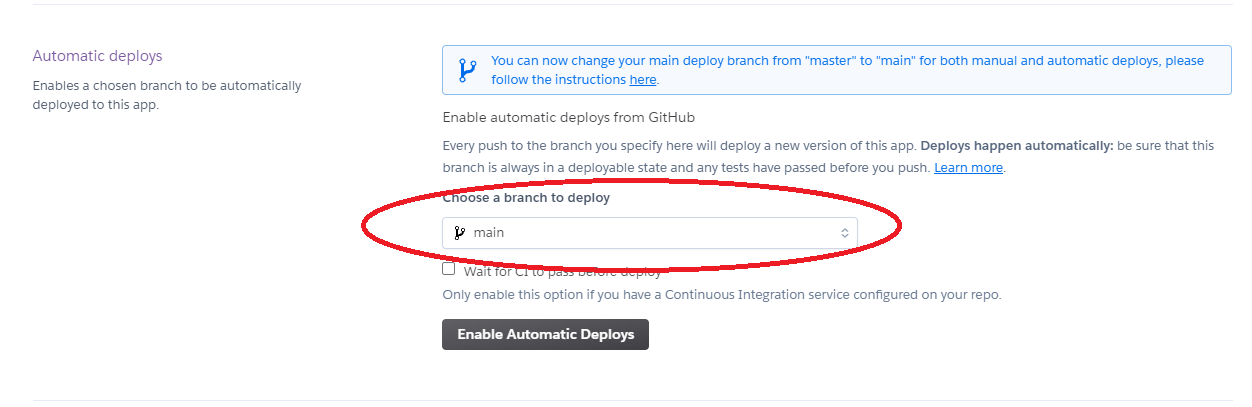 Automatic deploys
Enables a chosen branch to be automatically
deployed to this app.
You can now change your main deploy branch from "master" to "main" for both manual and automatic deploys, please
follow the instructions here.
Enable automatic deploys from GitHub
Every push to the branch you specify here will deploy a new version of this app. Deploys happen automatically: be sure that this
branch is always in a deployable state and any tests have passed before you push. Learn more.
Choose a branch to deploy
main
Wait for CI to pass before deploy
Only enable this option if you have a Continuous Integration service configured on your repo.
Enable Automatic Deploys